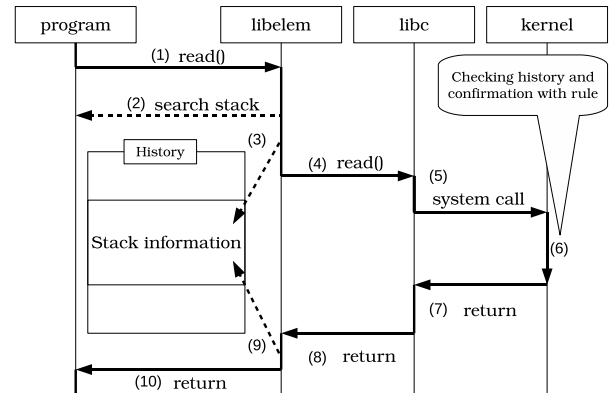 program libelem libc kernel
(1) read()
Checking history and
confirmation with rule
(2) search stack
(3)
History
(4) read()
(5)
system call
Stack information
(6)
(7) return
(8) return
(9)
(10) return